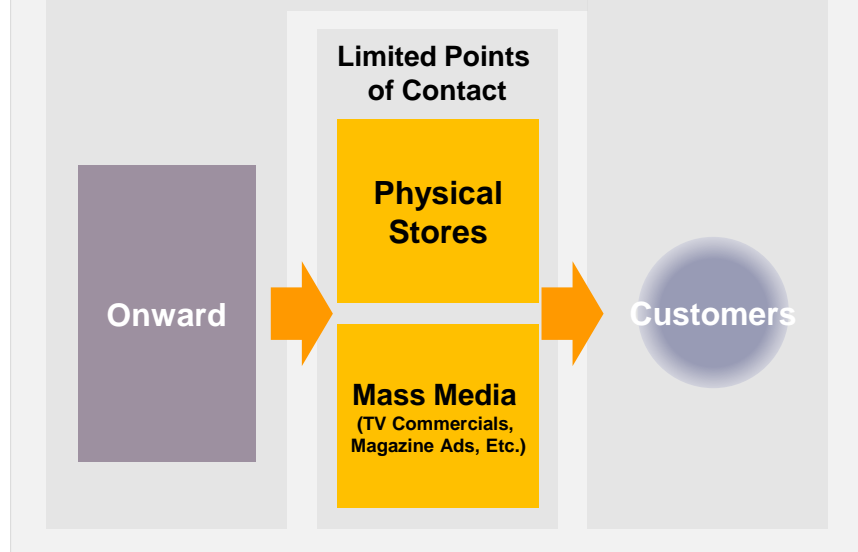 Limited Points
of Contact
Physical
Stores
Onward
Customers
Mass Media
(TV Commercials,
Magazine Ads, Etc.)